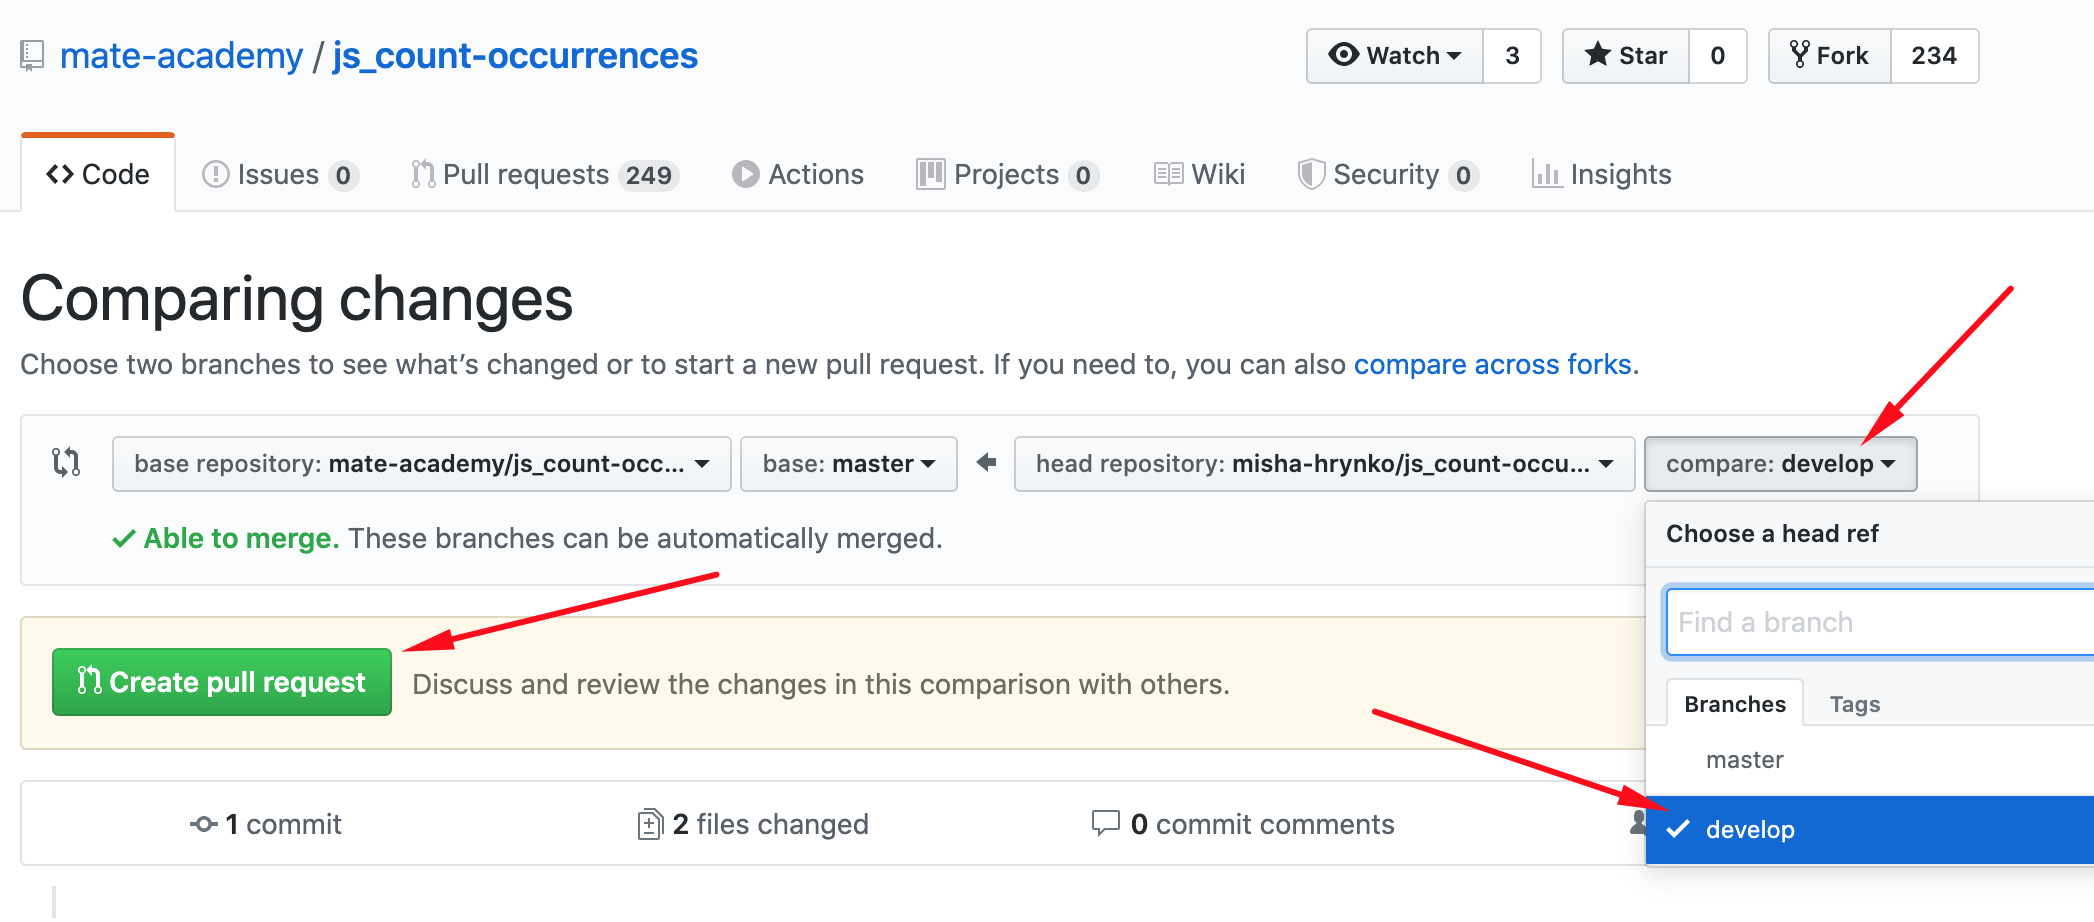 mate-academy / js_count-occurrences
Watch 3 Star 0 Fork 234
Code Issues 0 Pull requests 249 Actions Projects 0 Wiki Security 0 Insights
Comparing changes
Choose two branches to see what’s changed or to start a new pull request. If you need to, you can also compare across forks.
base repository: mate-academy/js_count-occ... base: master head repository: misha-hrynko/js_count-occu... compare: develop
Able to merge. These branches can be automatically merged.
Choose a head ref
Find a branch
Branches Tags
master
develop
Create pull request Discuss and review the changes in this comparison with others.
1 commit 2 files changed 0 commit comments